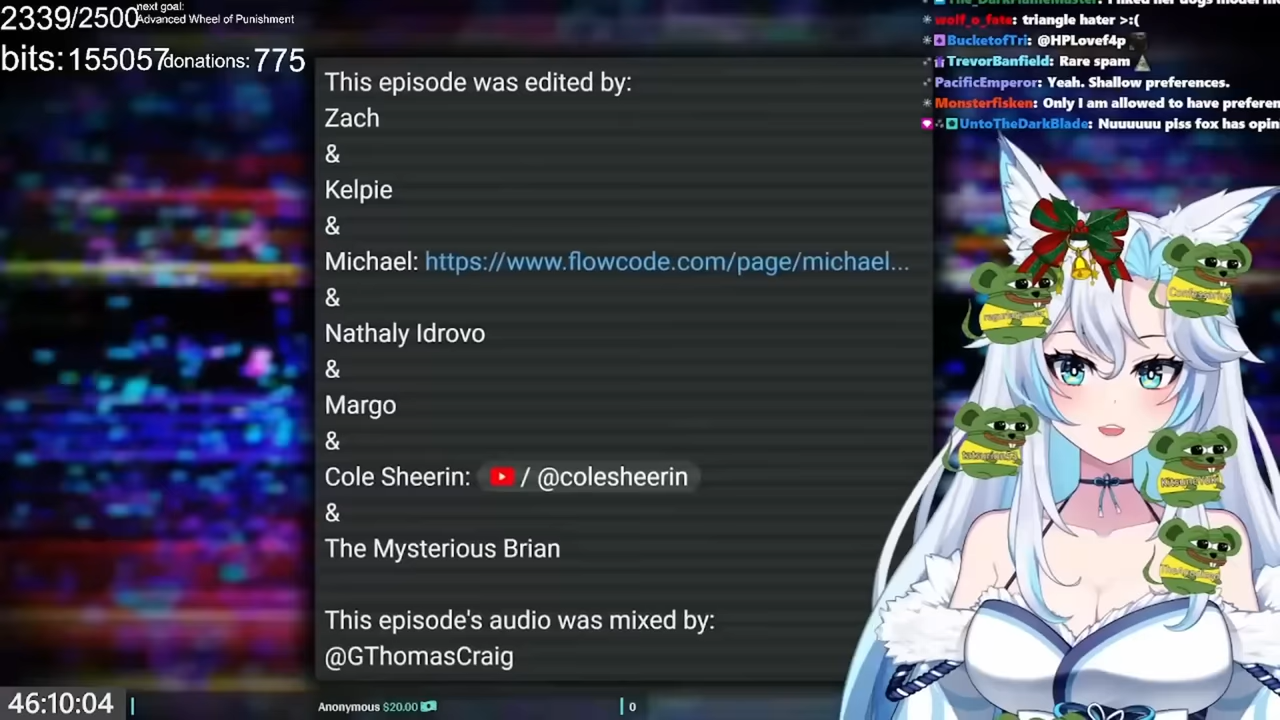 next goal:
2339/2500 Advanced Wheel of Punishment
bits:155057 donations: 775
This episode was edited by:
Zach
&
Kelpie
&
Michael: https://www.flowcode.com/page/michael...
&
Nathaly Idrovo
&
Margo
&
Cole Sheerin: / @colesheerin
&
The Mysterious Brian
This episode's audio was mixed by:
@GThomasCraig
wolf_o_fate: triangle hater >:(
BucketofTri: @HPLovef4p
TrevorBanfield: Rare spam
PacificEmperor: Yeah. Shallow preferences.
Monsterfisken: Only I am allowed to have preferen
UntoTheDarkBlade: Nuuuuuu piss fox has opin
46:10:04
Anonymous $20.00
0